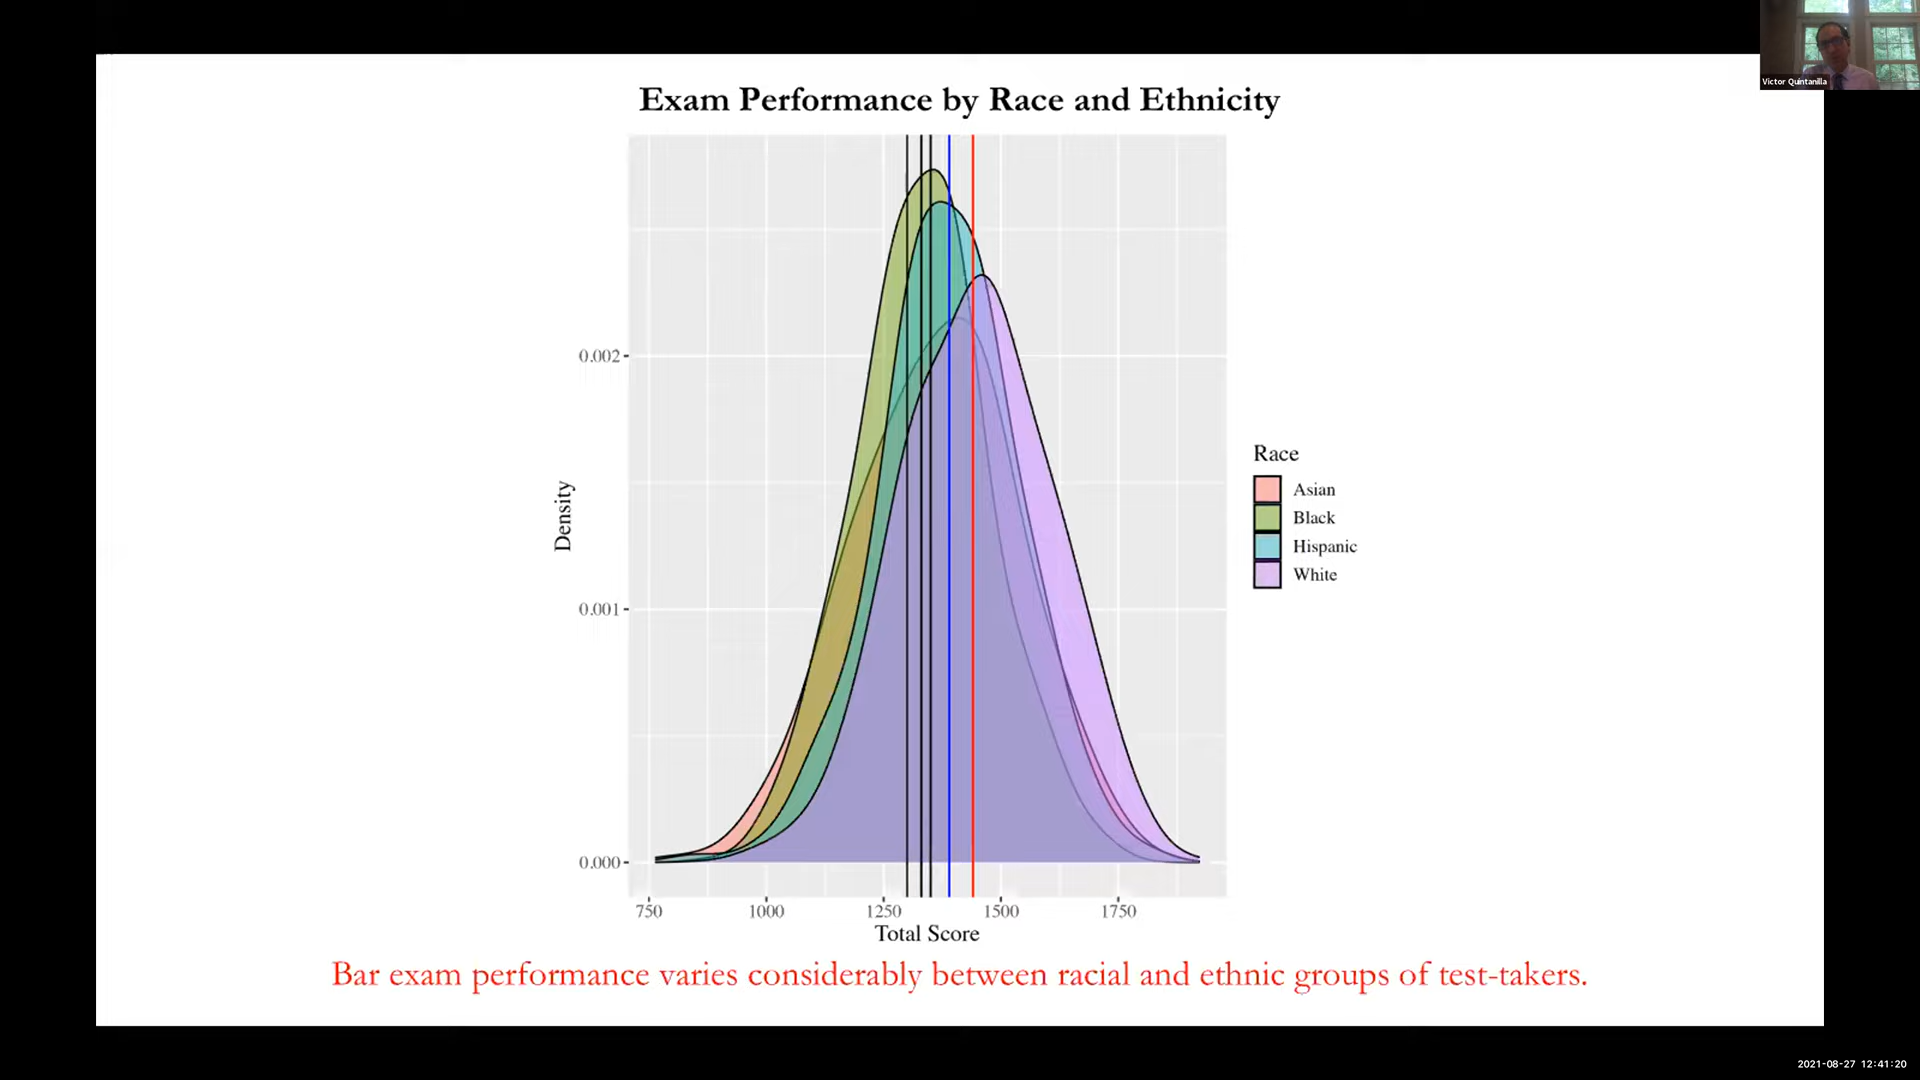 Victor Quintanilla
Exam Performance by Race and Ethnicity
0.002
0.001
0.000
Density
750
1000
1250
1500
1750
Total Score
Race
Asian
Black
Hispanic
White
Bar exam performance varies considerably between racial and ethnic groups of test-takers.
2021-08-27 12:41:20